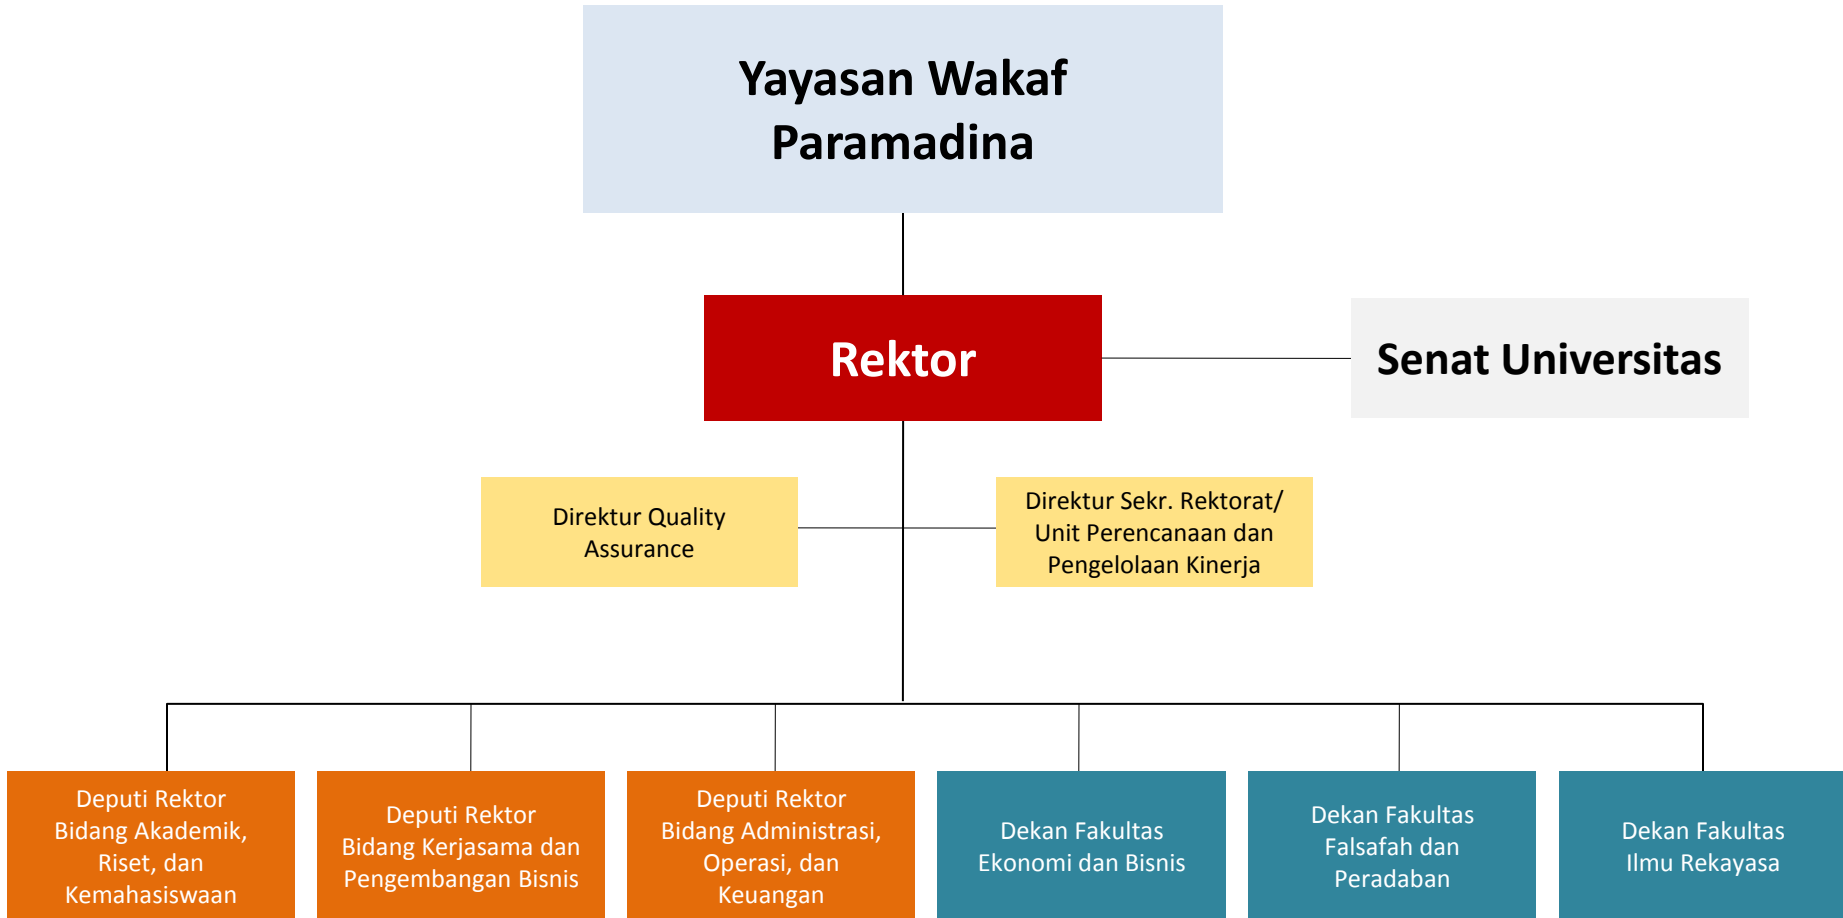 Yayasan Wakaf
Paramadina
Rektor
Senat Universitas
Direktur Quality
Assurance
Direktur Sekr. Rektorat/
Unit Perencanaan dan
Pengelolaan Kinerja
Deputi Rektor
Bidang Akademik,
Riset, dan
Kemahasiswaan
Deputi Rektor
Bidang Kerjasama dan
Pengembangan Bisnis
Deputi Rektor
Bidang Administrasi,
Operasi, dan
Keuangan
Dekan Fakultas
Ekonomi dan Bisnis
Dekan Fakultas
Falsafah dan
Peradaban
Dekan Fakultas
Ilmu Rekayasa